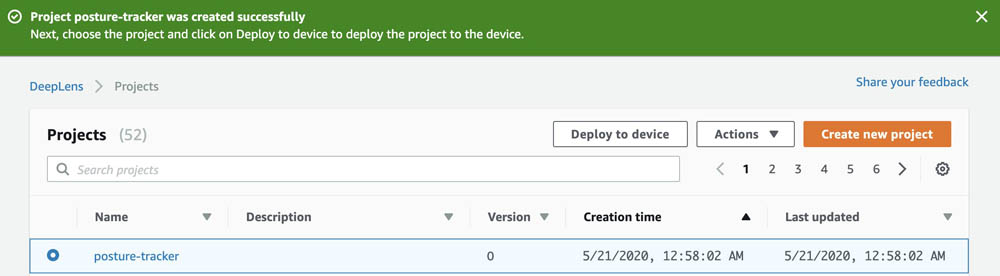 Project posture-tracker was created successfully
Next, choose the project and click on Deploy to device to deploy the project to the device.
DeepLens Projects Share your feedback
Projects (52) Deploy to device Actions Create new project
Search projects 1 2 3 4 5 6
Name Description Version Creation time Last updated
posture-tracker 0 5/21/2020, 12:58:02 AM 5/21/2020, 12:58:02 AM